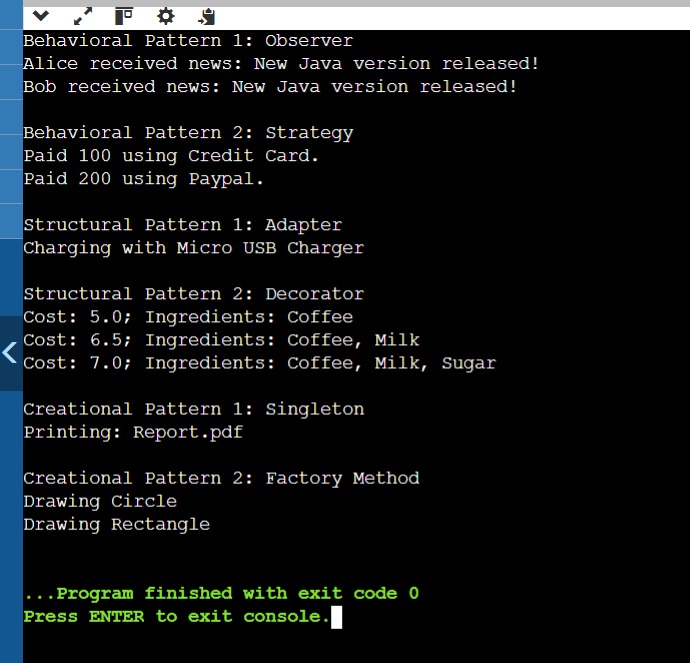 Behavioral Pattern 1: Observer
Alice received news: New Java version released!
Bob received news: New Java version released!
Behavioral Pattern 2: Strategy
Paid 100 using Credit Card.
Paid 200 using Paypal.
Structural Pattern 1: Adapter
Charging with Micro USB Charger
Structural Pattern 2: Decorator
Cost: 5.0; Ingredients: Coffee
Cost: 6.5; Ingredients: Coffee, Milk
Cost: 7.0; Ingredients: Coffee, Milk, Sugar
Creational Pattern 1: Singleton
Printing: Report.pdf
Creational Pattern 2: Factory Method
Drawing Circle
Drawing Rectangle
...Program finished with exit code 0
Press ENTER to exit console.